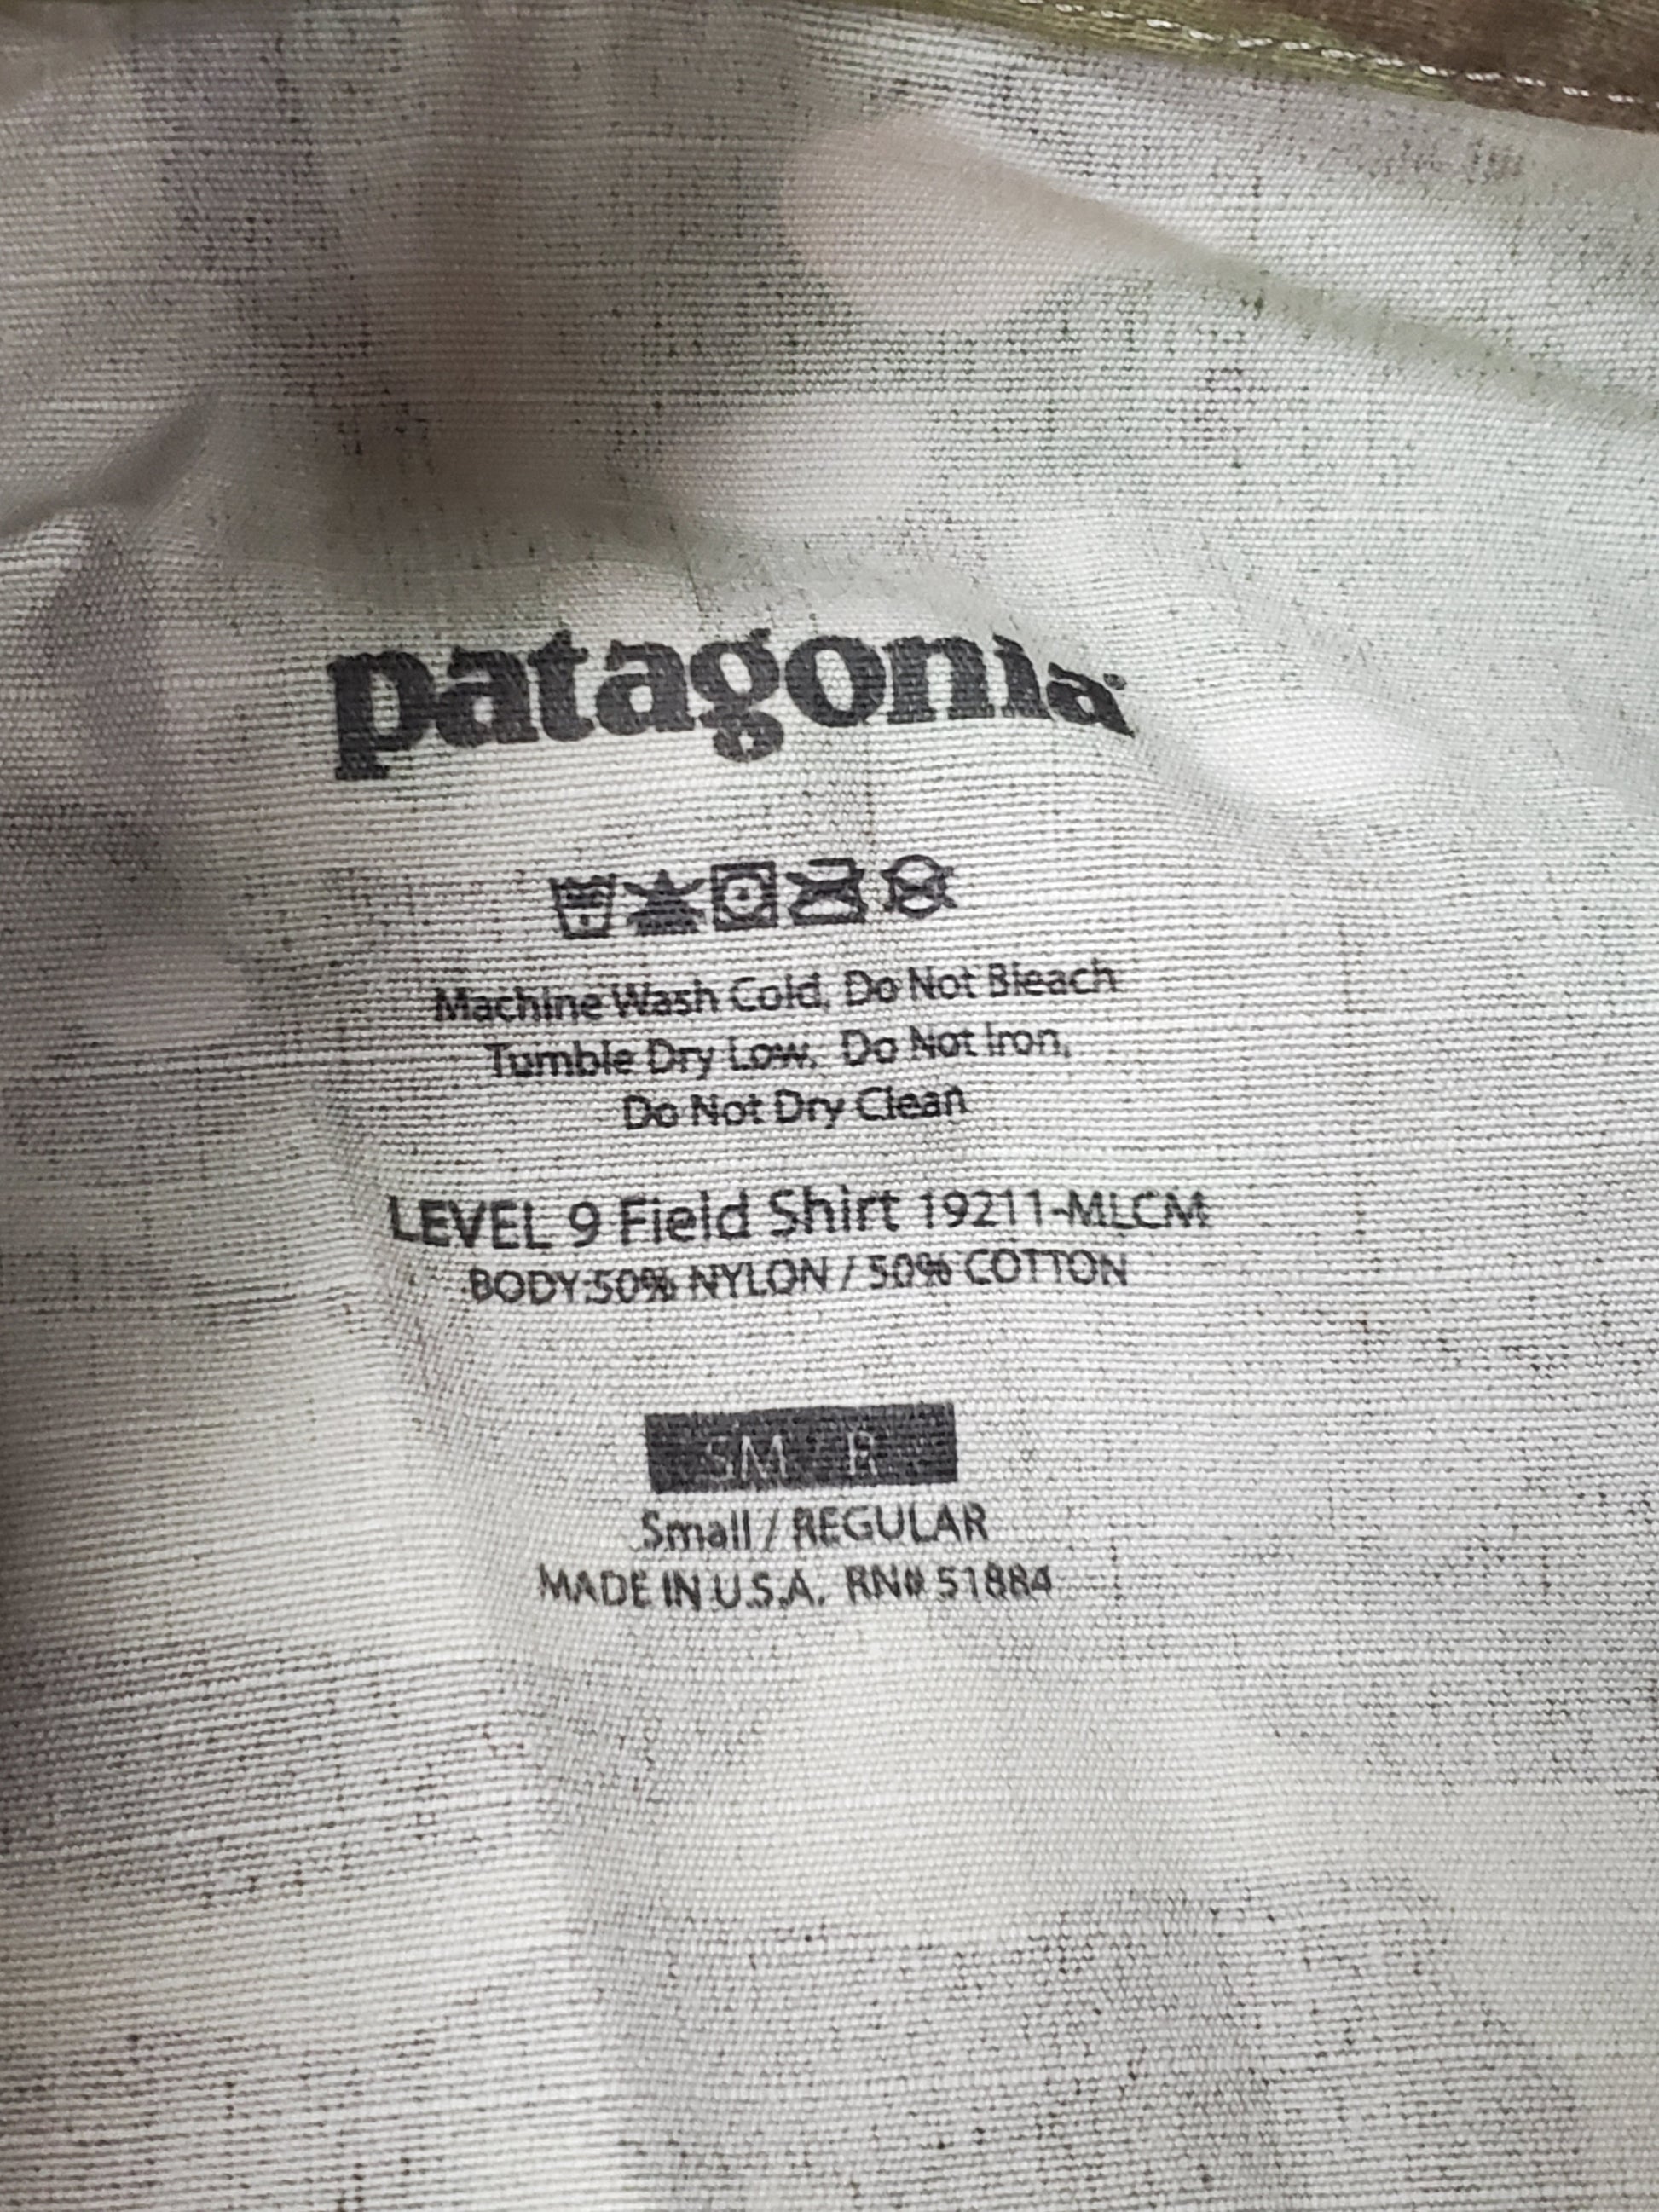 patagonia®
Machine Wash Cold, Do Not Bleach
Tumble Dry Low, Do Not Iron,
Do Not Dry Clean
LEVEL 9 Field Shirt 19211-MLCM
BODY:50% NYLON / 50% COTTON
SM R
Small / REGULAR
MADE IN U.S.A. RN# 51884